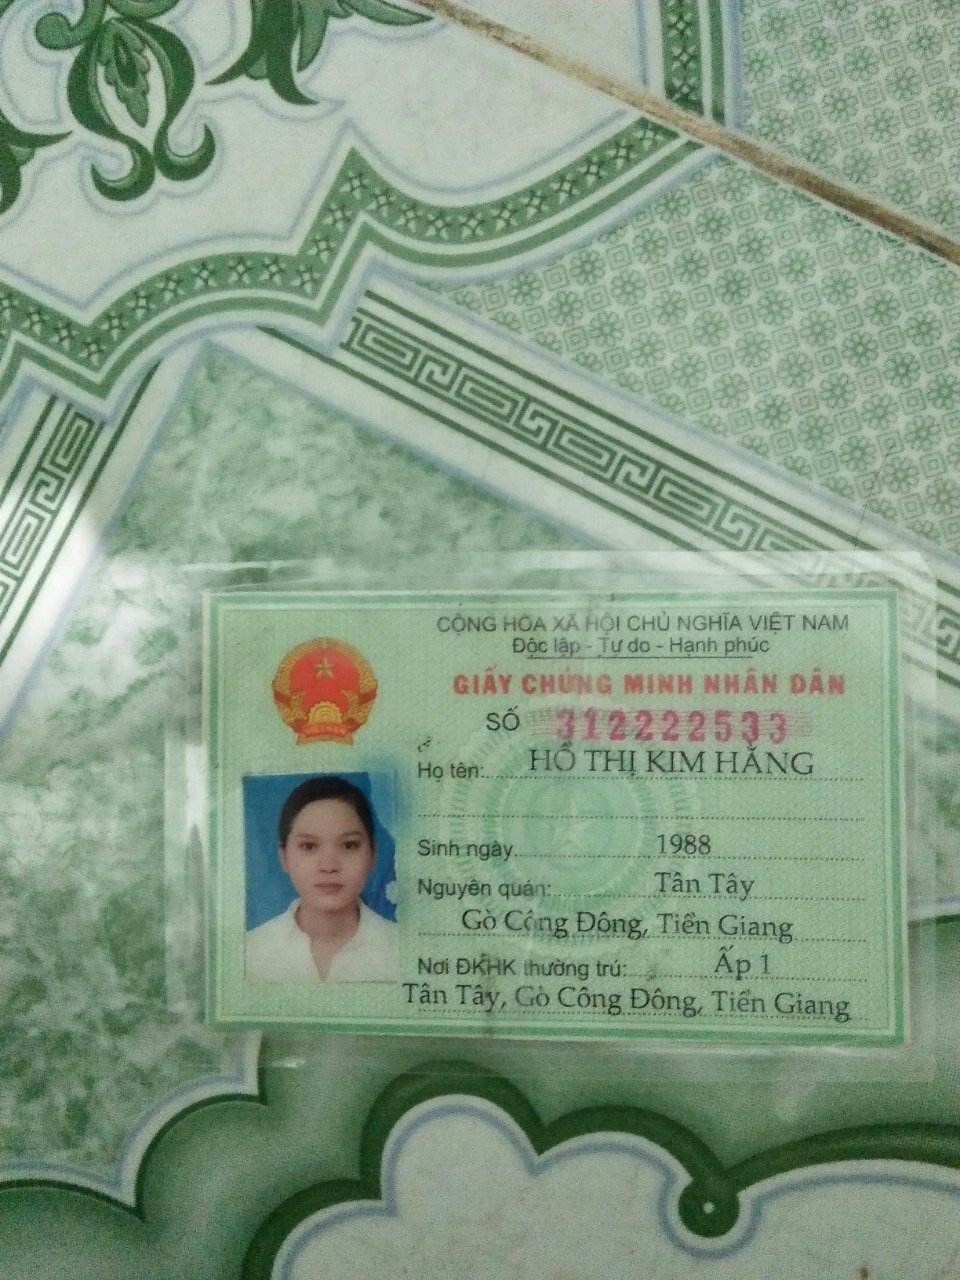 CỘNG HÒA XÃ HỘI CHỦ NGHĨA VIỆT NAM
Độc lập - Tự do - Hạnh phúc
GIẤY CHỨNG MINH NHÂN DÂN
SỐ 312222533
Họ tên: HỒ THỊ KIM HẰNG
Sinh ngày 1988
Nguyên quán: Tân Tây
Gò Công Đông, Tiền Giang
Nơi ĐKHK thường trú: Ấp 1
Tân Tây, Gò Công Đông, Tiền Giang
VIỆT NAM